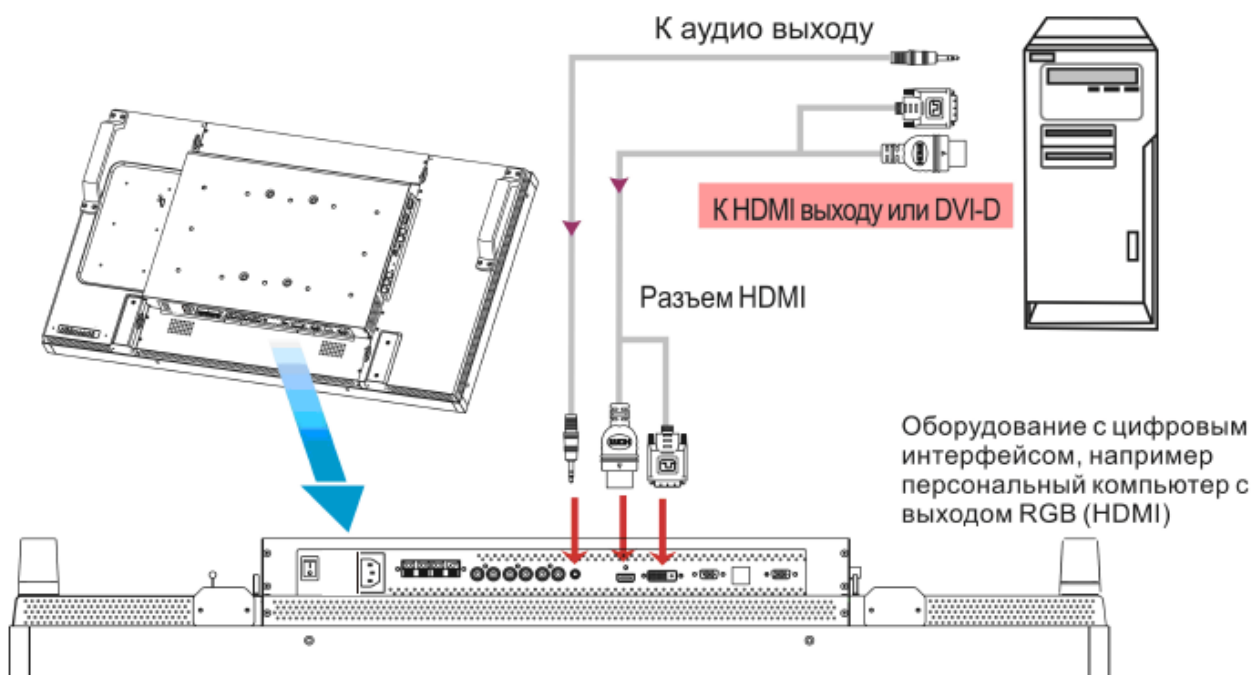 К аудио выходу
К HDMI выходу или DVI-D
Разъем HDMI
Оборудование с цифровым
интерфейсом, например
персональный компьютер с
выходом RGB (HDMI)